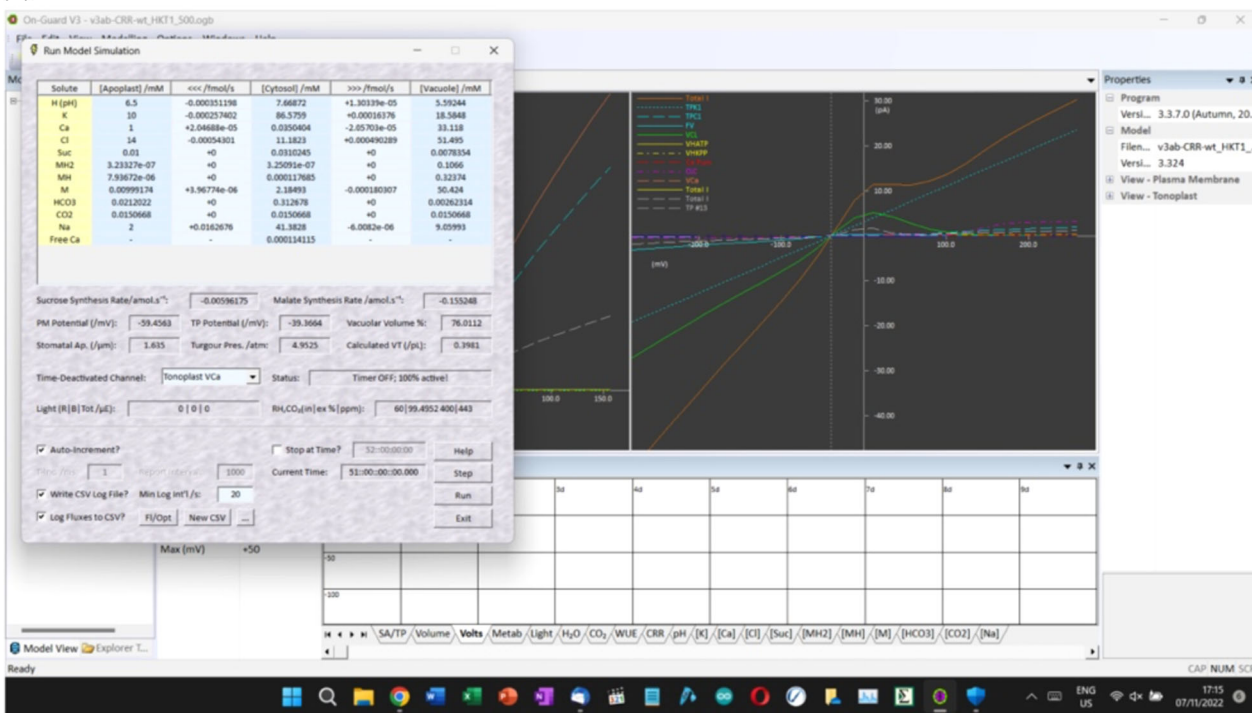 On-Guard V3 - v3ab-CRR-wt_HKT1_500.ogb
File Edit View Modelling Options Windows Help
Run Model Simulation
Solute [Apoplast] /mM <<< /fmol/s [Cytosol] /mM >>> /fmol/s [Vacuole] /mM
H (pH) 6.5 -0.000351198 7.66872 +1.30339e-05 5.59244
K 10 -0.000257402 86.5759 +0.00016376 18.5848
Ca 1 +2.04688e-05 0.0350404 -2.05703e-05 33.118
Cl 14 -0.00054301 11.1823 +0.000490289 51.495
Suc 0.01 +0 0.0310245 +0 0.0078354
MH2 3.23327e-07 +0 3.25091e-07 +0 0.1066
MH 7.93672e-06 +0 0.000117685 +0 0.32374
M 0.00999174 +3.96774e-06 2.18493 -0.000180307 50.424
HCO3 0.0212022 +0 0.312678 +0 0.00262314
CO2 0.0150668 +0 0.0150668 +0 0.0150668
Na 2 +0.0162676 41.3828 -6.0082e-06 9.05993
Free Ca - - 0.000114115 - -
Sucrose Synthesis Rate/amol.s⁻¹: -0.00596175 Malate Synthesis Rate /amol.s⁻¹: -0.155248
PM Potential (/mV): -59.4563 TP Potential (/mV): -39.3664 Vacuolar Volume %: 76.0112
Stomatal Ap. (/μm): 1.635 Turgour Pres. /atm: 4.9525 Calculated VT (/pL): 0.3981
Time-Deactivated Channel: Tonoplast VCa Status: Timer OFF; 100% active!
Light (R|B|Tot /μE): 0|0|0 RH,CO₂(in|ex %|ppm): 60|99.4952 400|443
Auto-Increment? Stop at Time? 52::00:00:00 Help
1 Report Interval 1000 Current Time: 51::00::00:00.000 Step
Write CSV Log File? Min Log Int'l /s: 20 Run
Log Fluxes to CSV? Fl/Opt New CSV ... Exit
Max (mV) +50
Total I
TPK1
TPC1
FV
VCL
VHATP
VHPP
VCa
Total I
Total I
TP #15
30.00
(pA)
20.00
10.00
-200.0 -100.0 100.0 200.0
(mV)
-10.00
-20.00
-30.00
-40.00
100.0 150.0
Properties
Program
Versi... 3.3.7.0 (Autumn, 20.
Model
Filen... v3ab-CRR-wt_HKT1_
Versi... 3.324
View - Plasma Membrane
View - Tonoplast
3d 4d 5d 6d 7d 8d 9d
-50
-100
SA/TP Volume Volts Metab Light H₂O CO₂ WUE CRR pH [K] [Ca] [Cl] [Suc] [MH2] [MH] [M] [HCO3] [CO2] [Na]
Model View Explorer T...
Ready
CAP NUM SC
ENG
US
17:15
07/11/2022